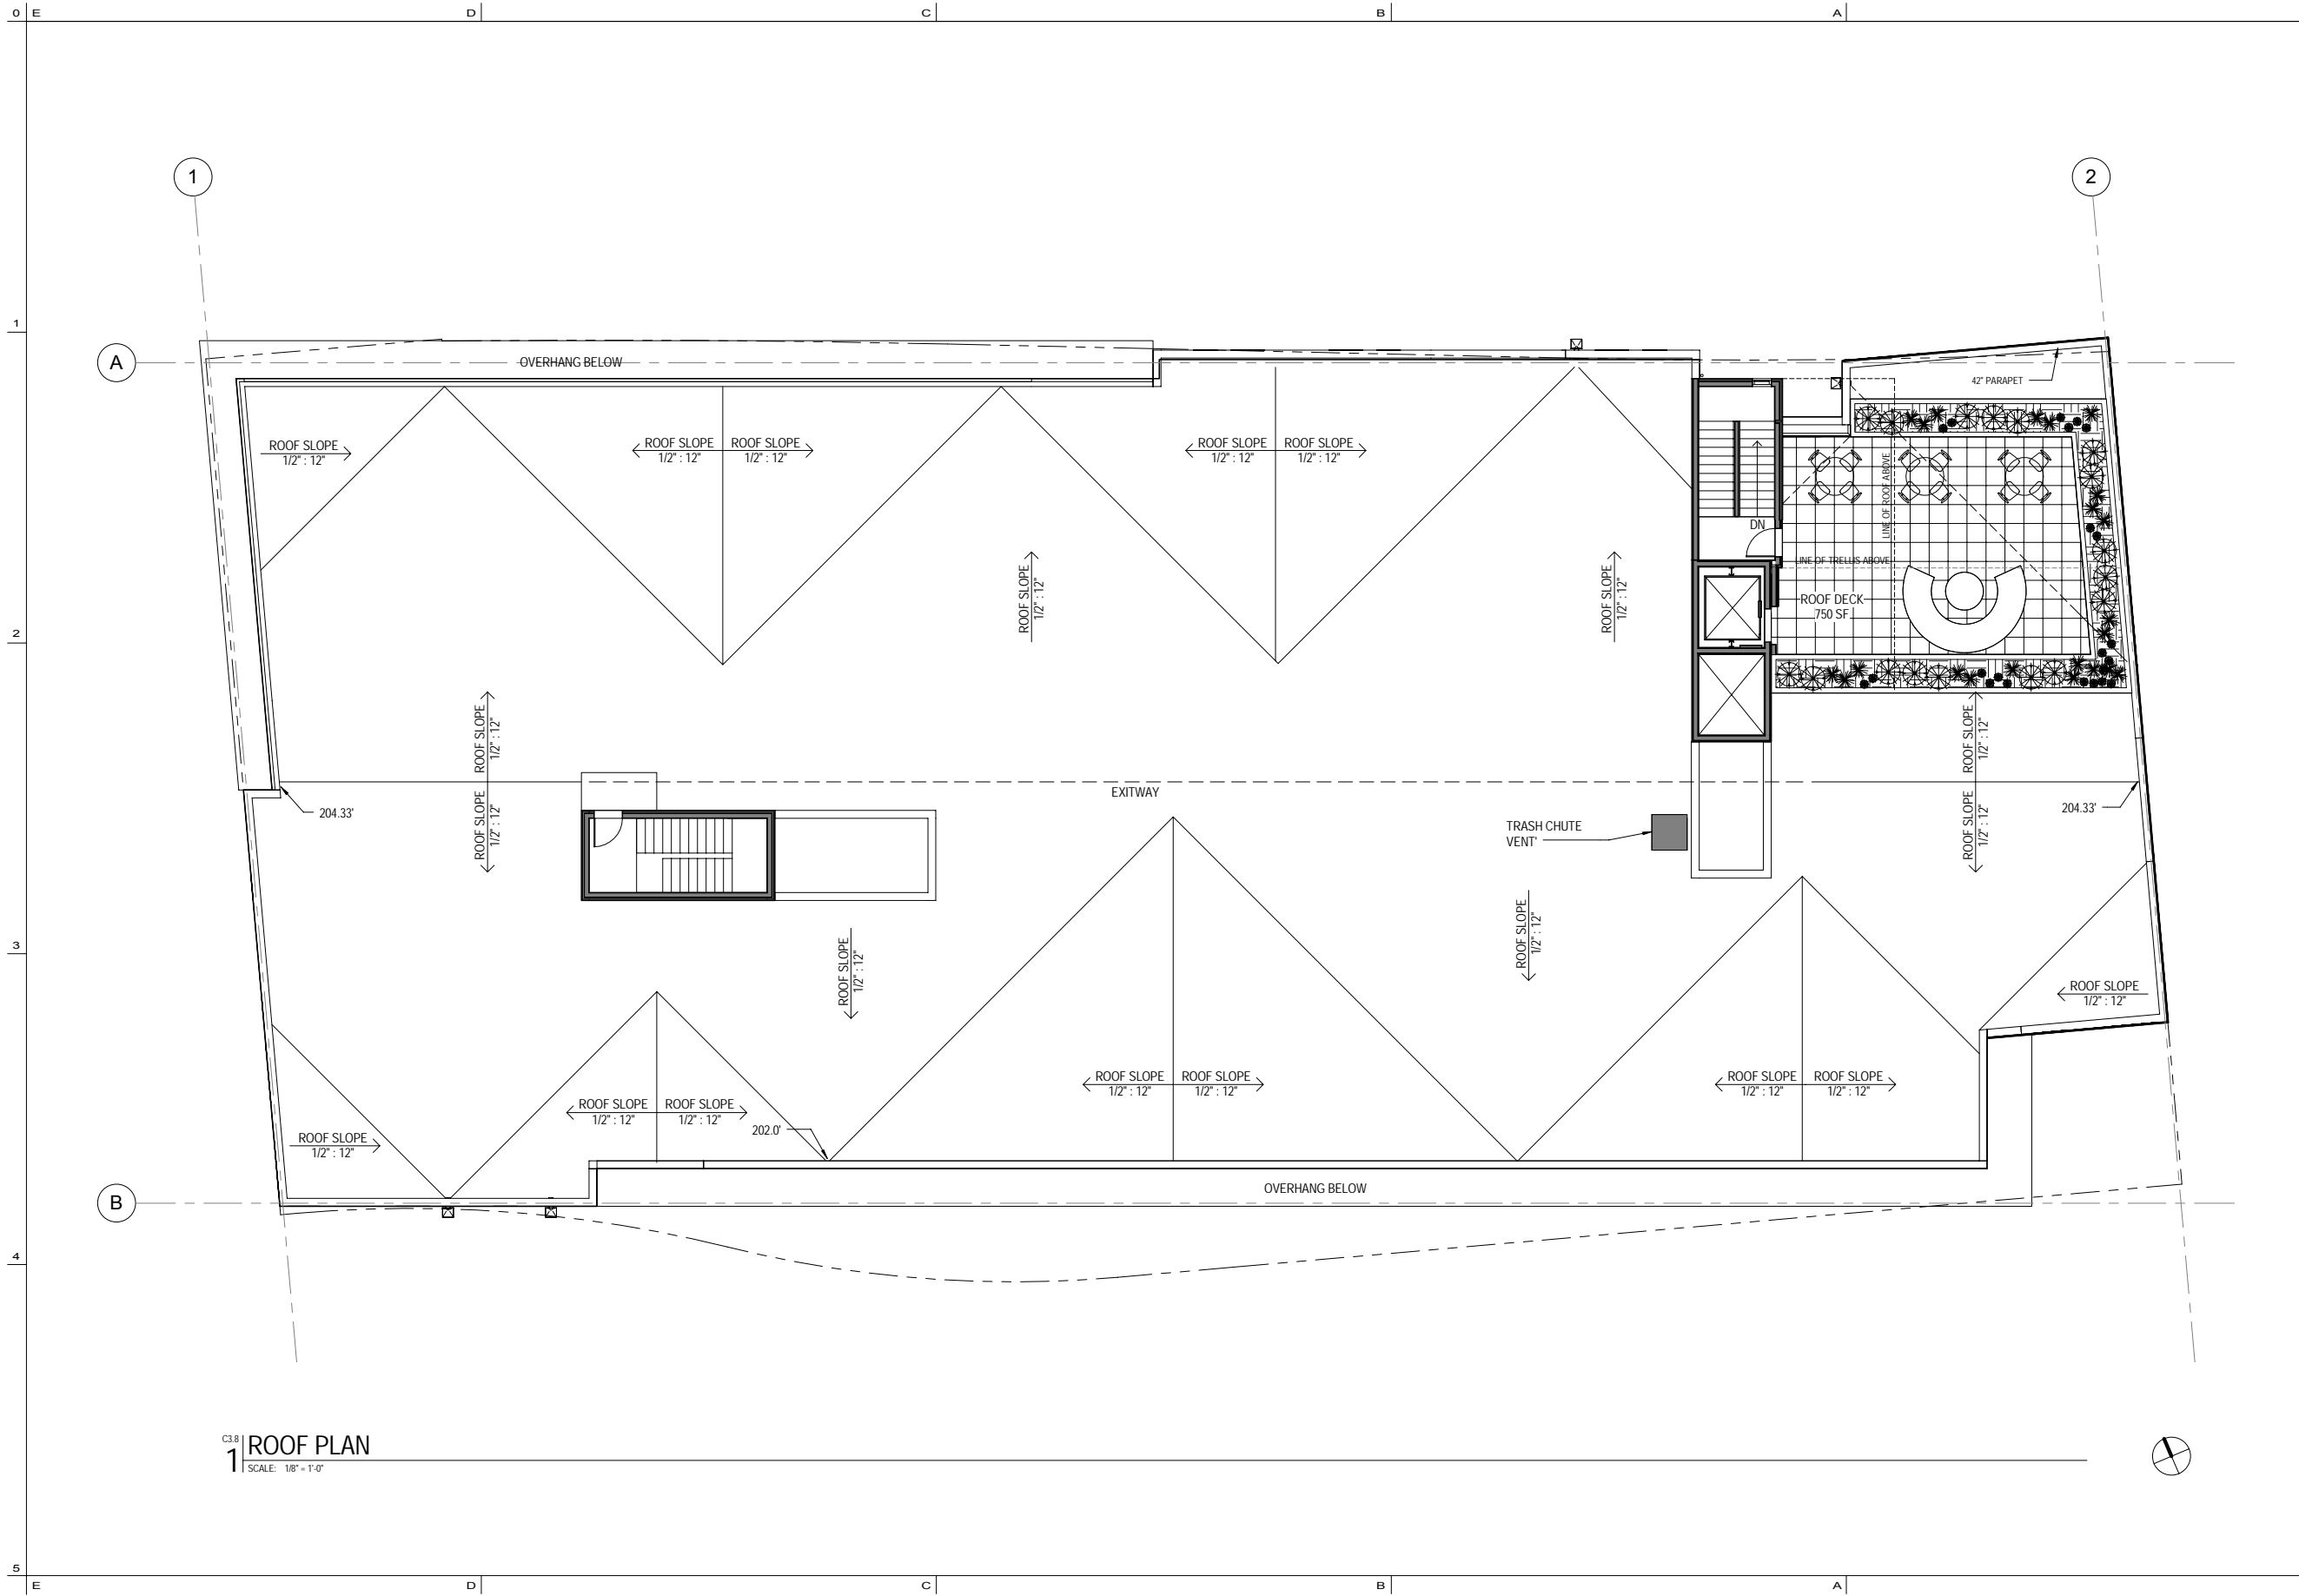 0 E D C B A
1 2
1
A
OVERHANG BELOW
42" PARAPET
ROOF SLOPE
1/2" : 12"
ROOF SLOPE
1/2" : 12"
ROOF SLOPE
1/2" : 12"
ROOF SLOPE
1/2" : 12"
ROOF SLOPE
1/2" : 12"
LINE OF ROOF ABOVE
DN
LINE OF TRELLIS ABOVE
ROOF SLOPE
1/2" : 12"
ROOF SLOPE
1/2" : 12"
ROOF DECK
750 SF
2
ROOF SLOPE
1/2" : 12"
ROOF SLOPE
1/2" : 12"
EXITWAY
204.33'
ROOF SLOPE
1/2" : 12"
204.33'
ROOF SLOPE
1/2" : 12"
TRASH CHUTE
VENT'
3
ROOF SLOPE
1/2" : 12"
ROOF SLOPE
1/2" : 12"
ROOF SLOPE
1/2" : 12"
ROOF SLOPE
1/2" : 12"
ROOF SLOPE
1/2" : 12"
ROOF SLOPE
1/2" : 12"
ROOF SLOPE
1/2" : 12"
ROOF SLOPE
1/2" : 12"
ROOF SLOPE
1/2" : 12"
202.0'
ROOF SLOPE
1/2" : 12"
B
OVERHANG BELOW
4
C3.8
1 ROOF PLAN
SCALE: 1/8" = 1'-0"
5
E D C B A